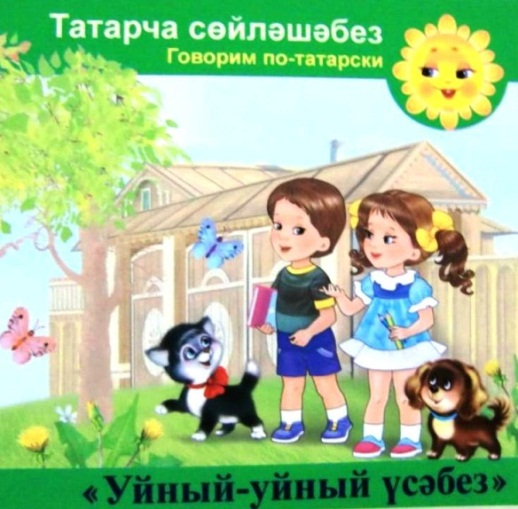 Татарча сөйләшәбез
Говорим по-татарски
«Уйный-уйный үсәбез»